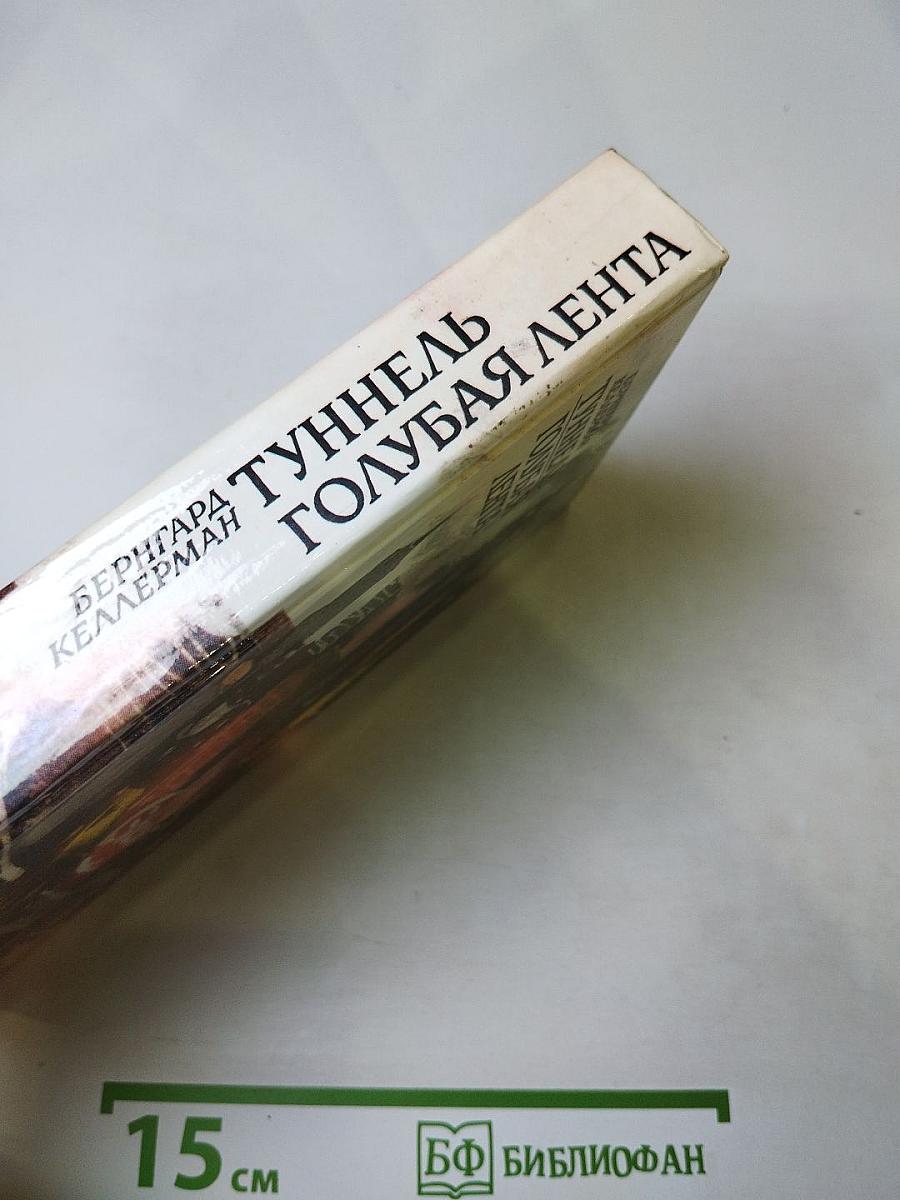 БЕРНГАРД
КЕЛЛЕРМАН
ТУННЕЛЬ
ГОЛУБАЯ ЛЕНТА
15 см
БФ БИБЛИОФАН